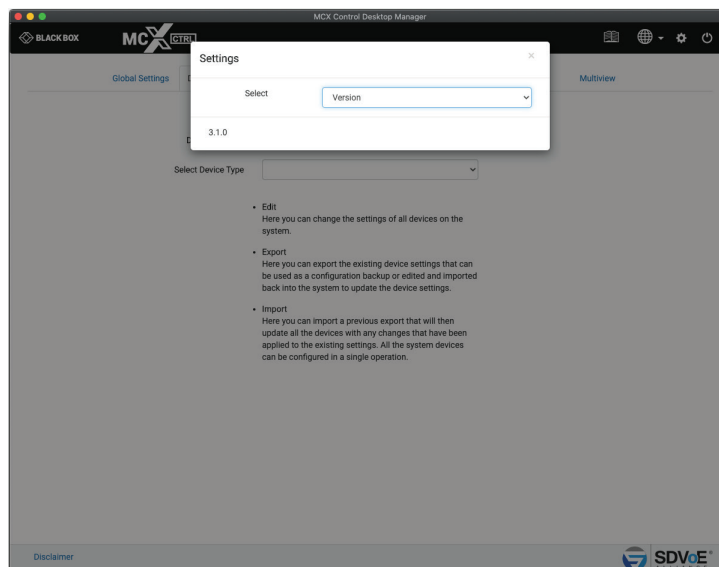 MCX Control Desktop Manager
BLACK BOX
MCX CTRL
Settings
×
Global Settings
Multiview
Select
Version
3.1.0
Select Device Type
• Edit
Here you can change the settings of all devices on the
system.
• Export
Here you can export the existing device settings that can
be used as a configuration backup or edited and imported
back into the system to update the device settings.
• Import
Here you can import a previous export that will then
update all the devices with any changes that have been
applied to the existing settings. All the system devices
can be configured in a single operation.
Disclaimer
SDVoE